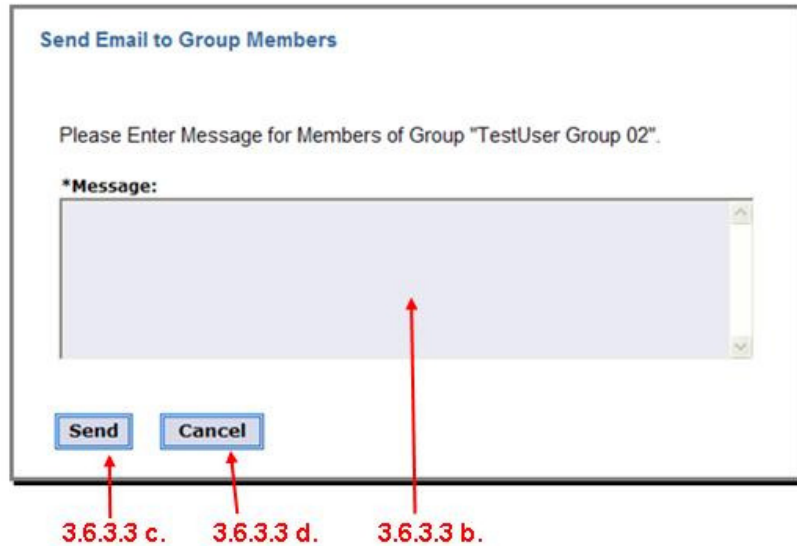 Send Email to Group Members
Please Enter Message for Members of Group "TestUser Group 02".
*Message:
Send Cancel
3.6.3.3 c. 3.6.3.3 d. 3.6.3.3 b.